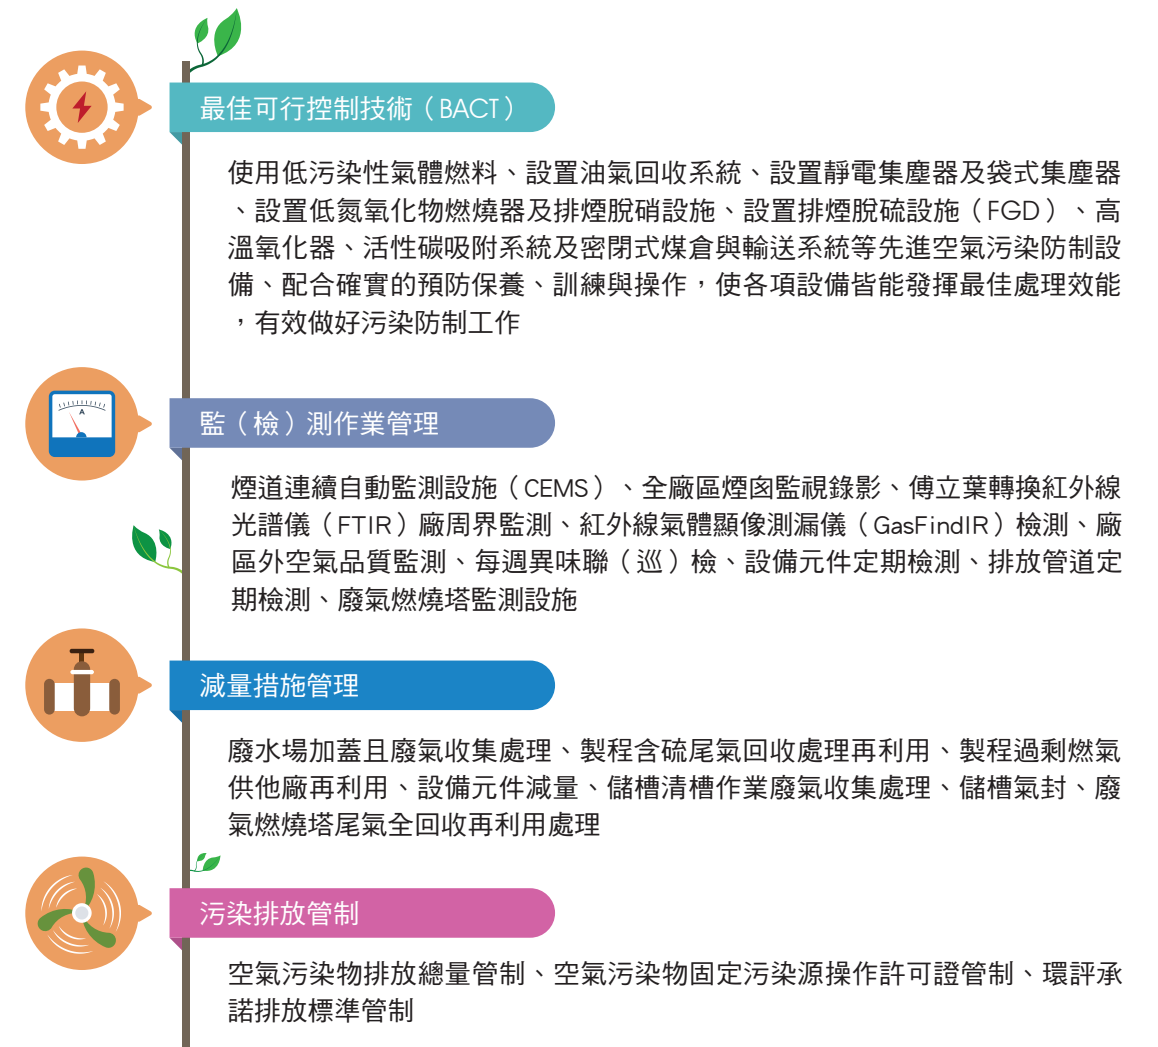 最佳可行控制技術（BACT）
使用低污染性氣體燃料、設置油氣回收系統、設置靜電集塵器及袋式集塵器
、設置低氮氧化物燃燒器及排煙脫硝設施、設置排煙脫硫設施（FGD）、高
溫氧化器、活性碳吸附系統及密閉式煤倉與輸送系統等先進空氣污染防制設
備、配合確實的預防保養、訓練與操作，使各項設備皆能發揮最佳處理效能
，有效做好污染防制工作
A
監（檢）測作業管理
煙道連續自動監測設施（CEMS）、全廠區煙囪監視錄影、傅立葉轉換紅外線
光譜儀（FTIR）廠周界監測、紅外線氣體顯像測漏儀（GasFindIR）檢測、廠
區外空氣品質監測、每週異味聯（巡）檢、設備元件定期檢測、排放管道定
期檢測、廢氣燃燒塔監測設施
減量措施管理
廢水場加蓋且廢氣收集處理、製程含硫尾氣回收處理再利用、製程過剩燃氣
供他廠再利用、設備元件減量、儲槽清槽作業廢氣收集處理、儲槽氣封、廢
氣燃燒塔尾氣全回收再利用處理
污染排放管制
空氣污染物排放總量管制、空氣污染物固定污染源操作許可證管制、環評承
諾排放標準管制